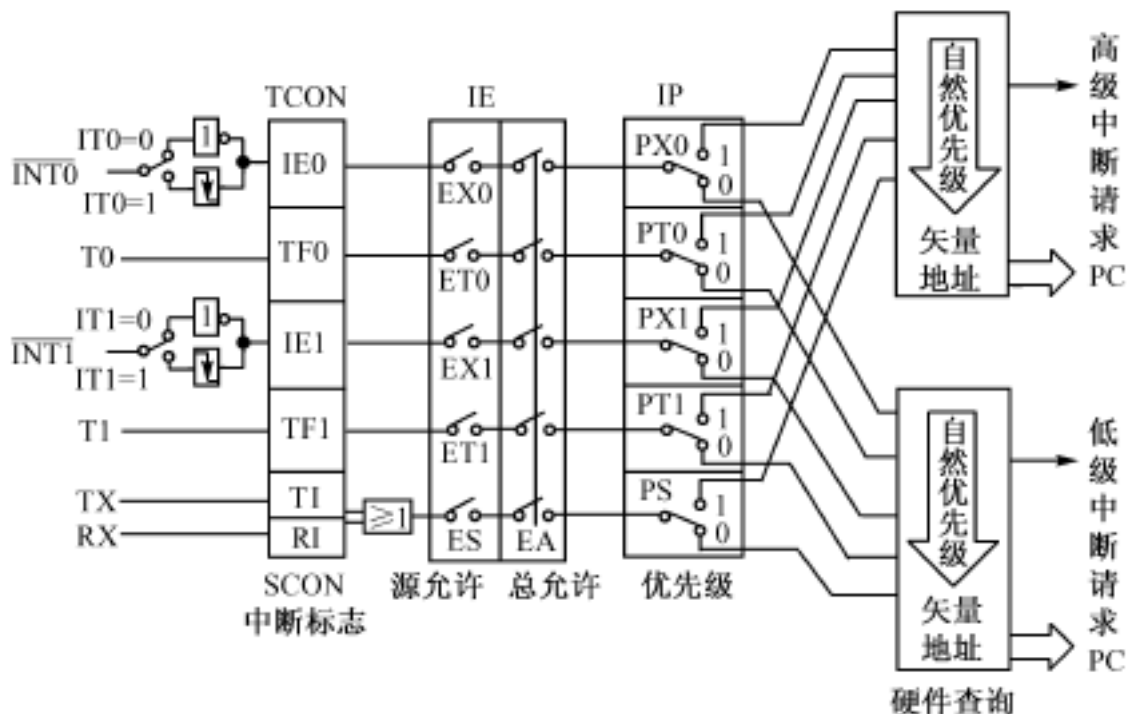 TCON
IE
IP
IT0=0
1
INT0
IT0=1
IE0
EX0
PX0
1
0
T0
TF0
ET0
PT0
1
0
IT1=0
1
INT1
IT1=1
IE1
EX1
PX1
1
0
T1
TF1
ET1
PT1
1
0
TX
TI
RX
RI
≥1
ES
EA
PS
1
0
SCON
中断标志
源允许
总允许
优先级
自然优先级
矢量
地址
高级中断请求
PC
自然优先级
矢量
地址
低级中断请求
PC
硬件查询